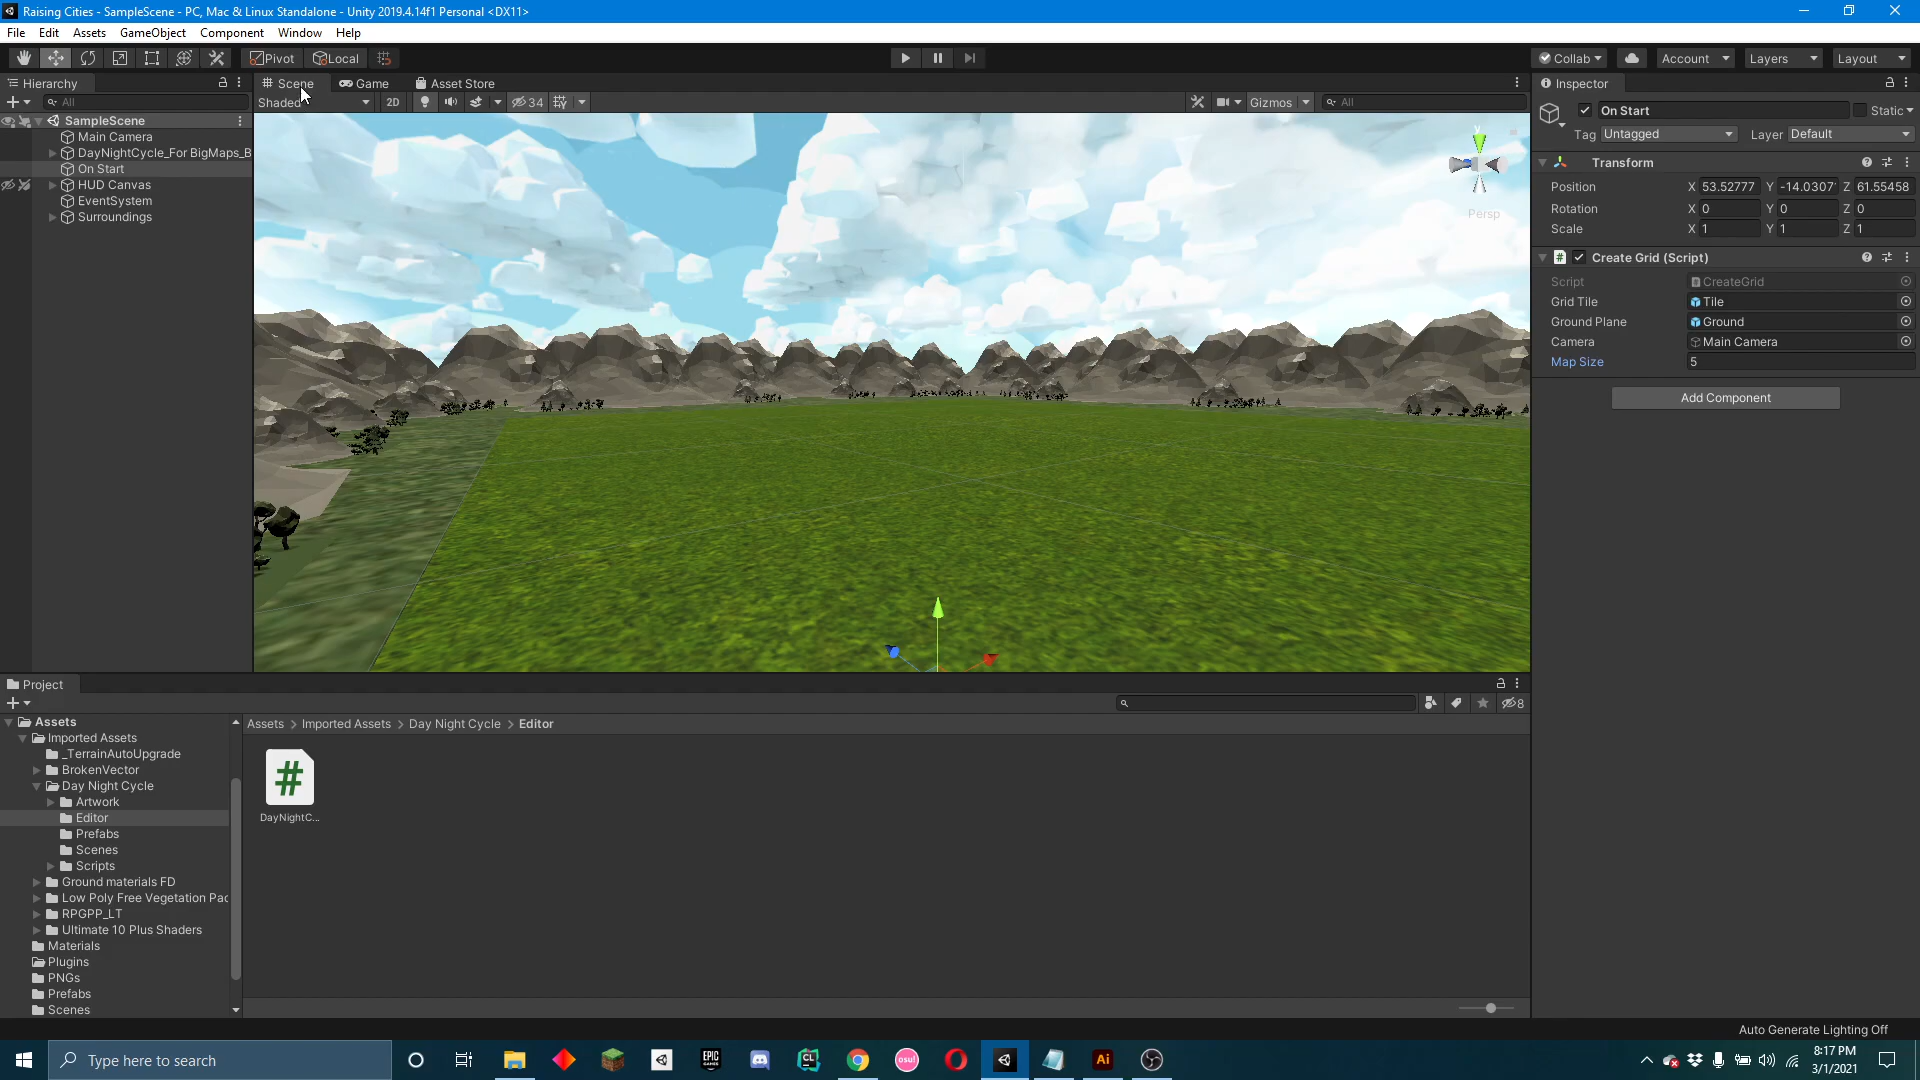 Raising Cities - SampleScene - PC, Mac & Linux Standalone - Unity 2019.4.14f1 Personal <DX11>
File Edit Assets GameObject Component Window Help
Pivot Local Collab Account Layers Layout
Hierarchy Scene Game Asset Store Inspector
All Shaded 2D 34 Gizmos All On Start Static
SampleScene
Main Camera
DayNightCycle_For BigMaps_B
On Start
HUD Canvas
EventSystem
Surroundings
y
Persp
Tag Untagged Layer Default
Transform
Position X 53.52777 Y -14.0307 Z 61.55458
Rotation X 0 Y 0 Z 0
Scale X 1 Y 1 Z 1
Create Grid (Script)
Script CreateGrid
Grid Tile Tile
Ground Plane Ground
Camera Main Camera
Map Size 5
Add Component
Project
8
Assets
Imported Assets
_TerrainAutoUpgrade
BrokenVector
Day Night Cycle
Artwork
Editor
Prefabs
Scenes
Scripts
Ground materials FD
Low Poly Free Vegetation Pac
RPGPP_LT
Ultimate 10 Plus Shaders
Materials
Plugins
PNGs
Prefabs
Scenes
Assets > Imported Assets > Day Night Cycle > Editor
#
DayNightC...
Auto Generate Lighting Off
Type here to search
EPIC GAMES
CL
osu!
Ai
8:17 PM
3/1/2021